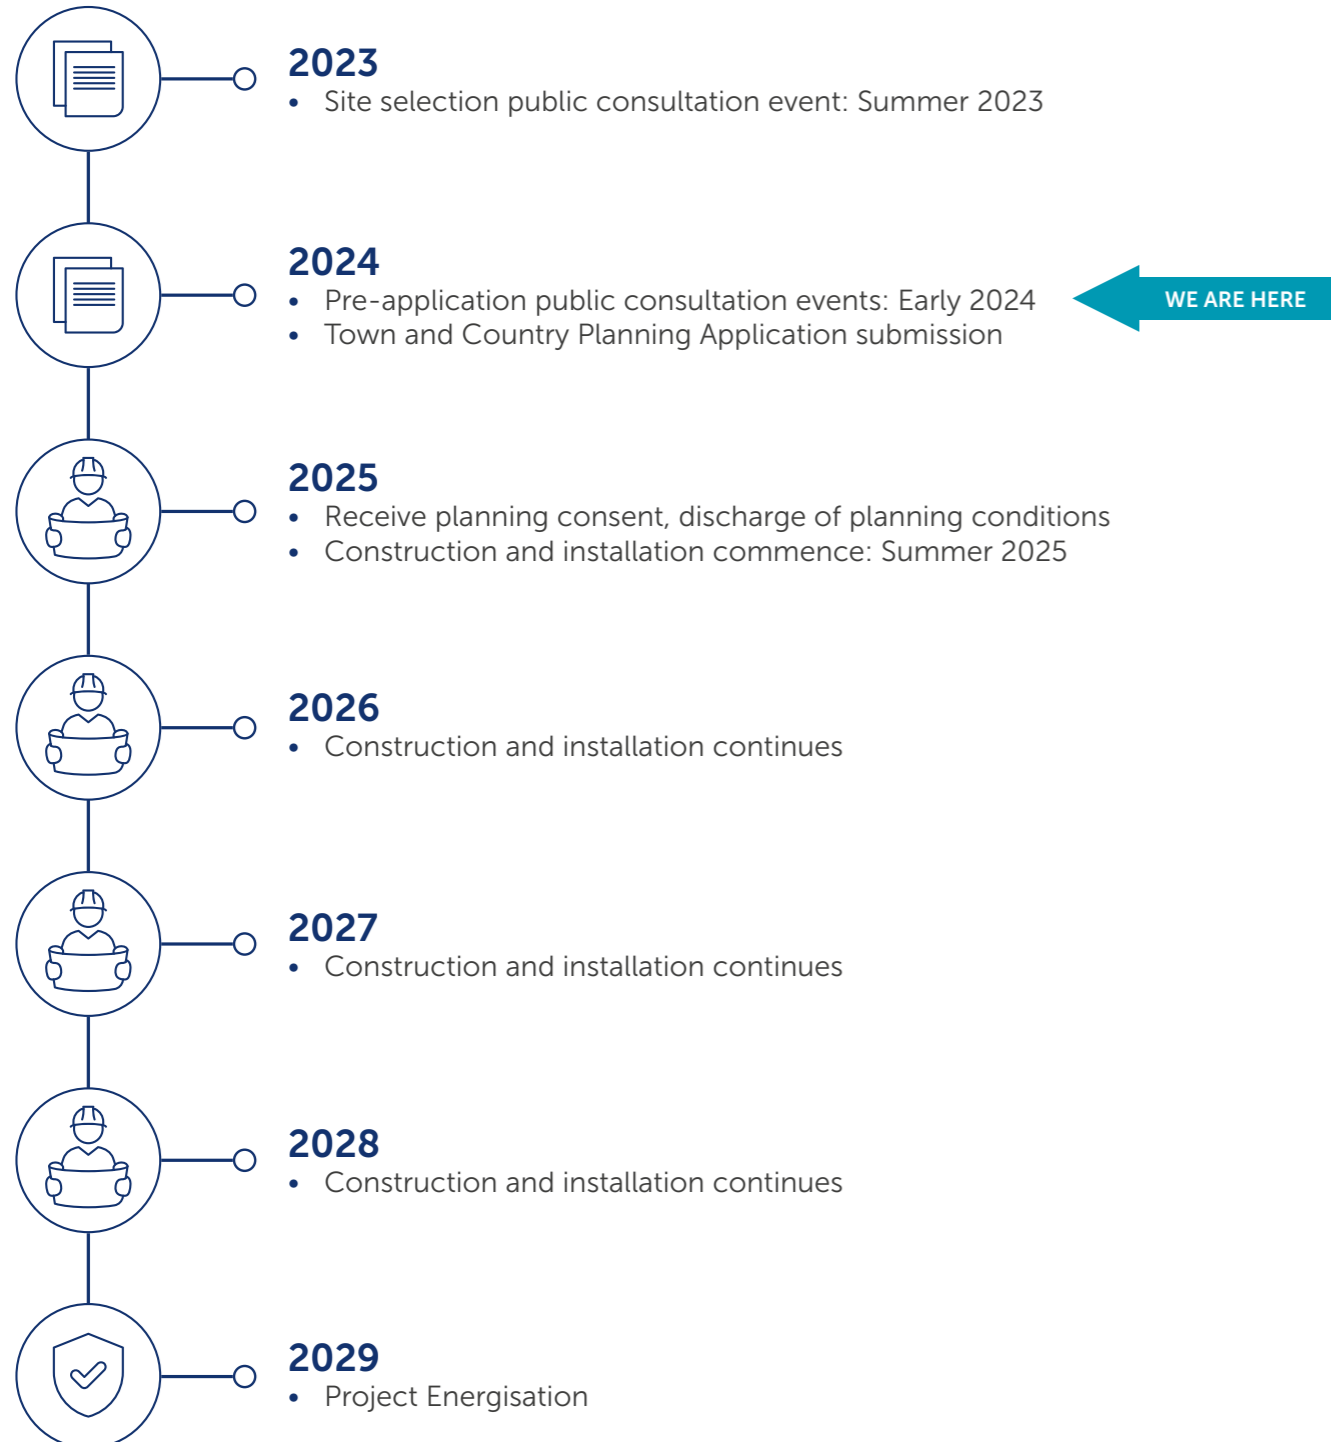 2023
• Site selection public consultation event: Summer 2023
2024
• Pre-application public consultation events: Early 2024
WE ARE HERE
• Town and Country Planning Application submission
2025
• Receive planning consent, discharge of planning conditions
• Construction and installation commence: Summer 2025
2026
• Construction and installation continues
2027
• Construction and installation continues
2028
• Construction and installation continues
2029
• Project Energisation